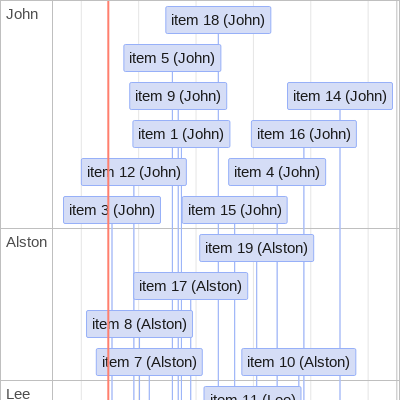 John
item 18 (John)
item 5 (John)
item 9 (John)
item 14 (John)
item 1 (John)
item 16 (John)
item 12 (John)
item 4 (John)
item 3 (John)
item 15 (John)
Alston
item 19 (Alston)
item 17 (Alston)
item 8 (Alston)
item 7 (Alston)
item 10 (Alston)
Lee
item 11 (Lee)